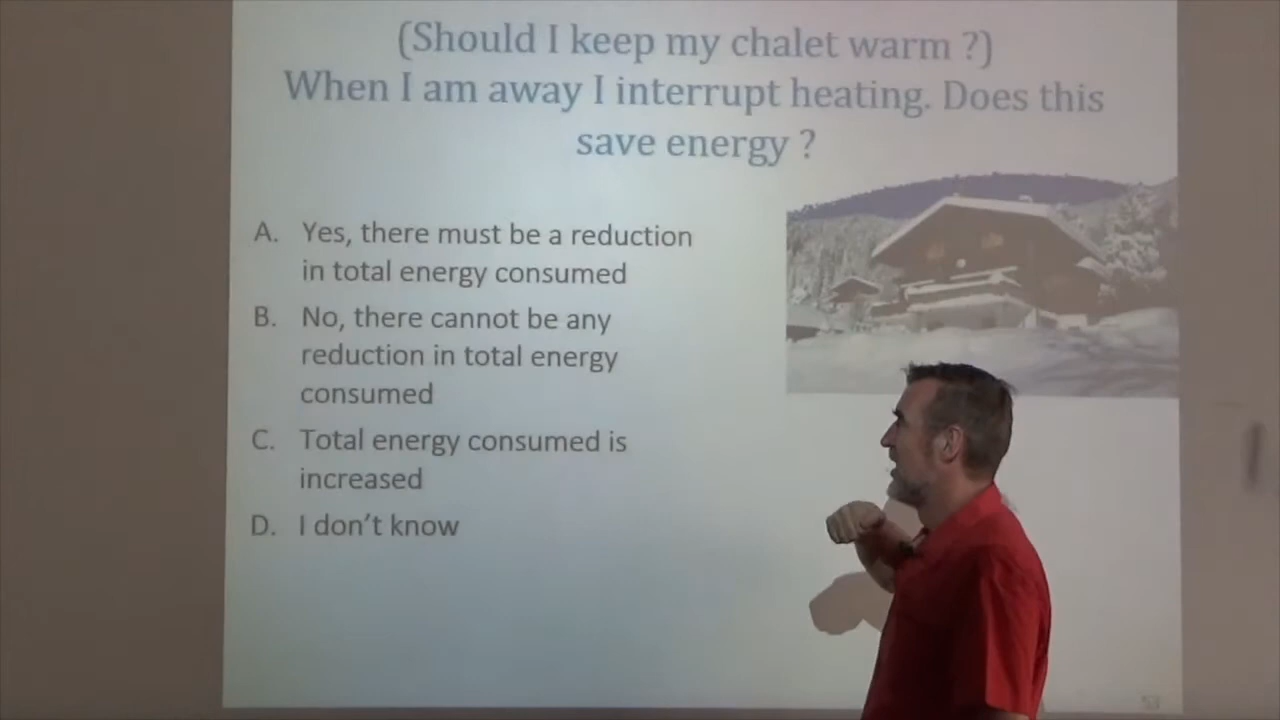 (Should I keep my chalet warm ?)
When I am away I interrupt heating. Does this
save energy ?
A. Yes, there must be a reduction
in total energy consumed
B. No, there cannot be any
reduction in total energy
consumed
C. Total energy consumed is
increased
D. I don't know